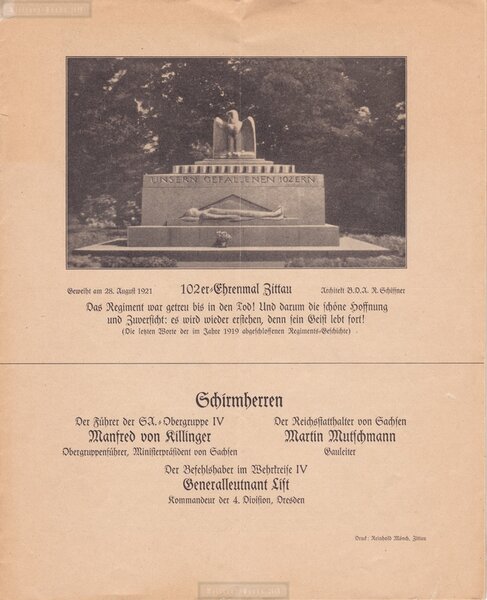 UNSERN GEFALLENEN 102ERN
Geweiht am 28. August 1921
102er-Ehrenmal Zittau
Architekt B.D.A. R. Schiffner
Das Regiment war getreu bis in den Tod! Und darum die schöne Hoffnung
und Zuversicht: es wird wieder erstehen, denn sein Geist lebt fort!
(Die letzten Worte der im Jahre 1919 abgeschlossenen Regiments-Geschichte)
Schirmherren
Der Führer der SA.-Obergruppe IV
Manfred von Killinger
Obergruppenführer, Ministerpräsident von Sachsen
Der Reichsstatthalter von Sachsen
Martin Mutschmann
Gauleiter
Der Befehlshaber im Wehrkreise IV
Generalleutnant List
Kommandeur der 4. Division, Dresden
Druck: Reinhold Mönch, Zittau